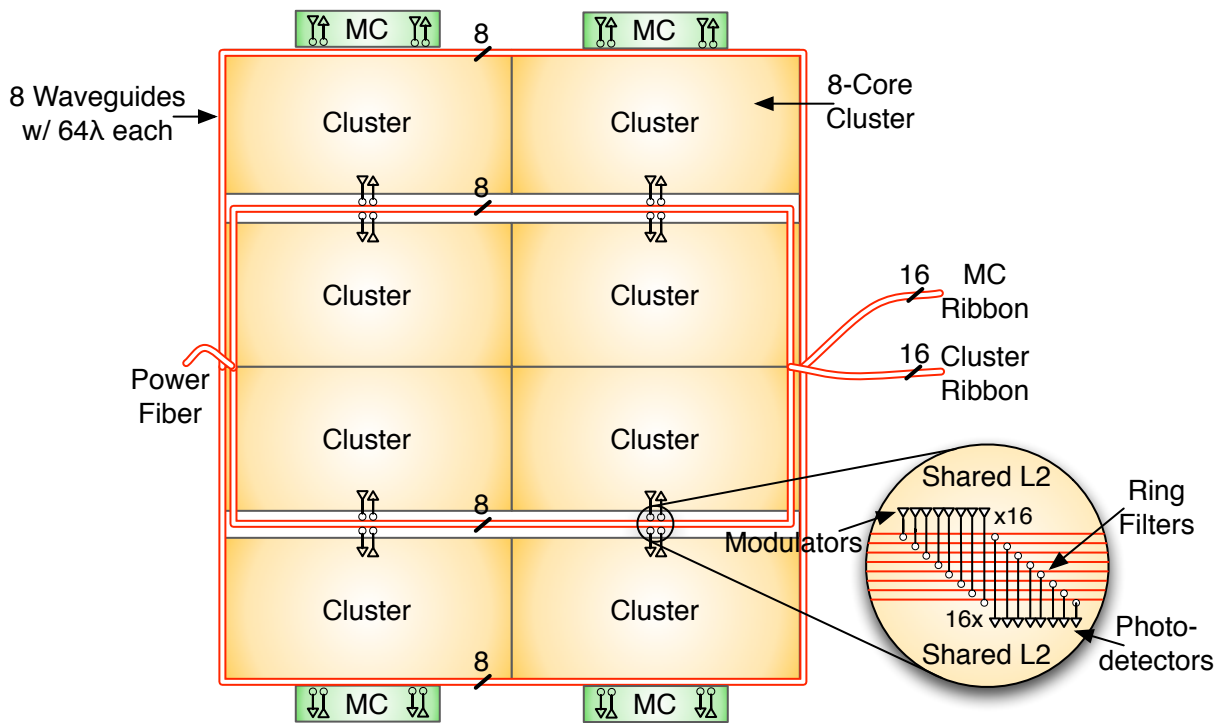 MC
MC
8
8 Waveguides
w/ 64λ each
Cluster
Cluster
8-Core
Cluster
8
Cluster
Cluster
16
MC
Ribbon
16
Cluster
Ribbon
Power
Fiber
Cluster
Cluster
8
Shared L2
x16
Modulators
Ring
Filters
16x
Shared L2
Photo-
detectors
Cluster
Cluster
8
MC
MC